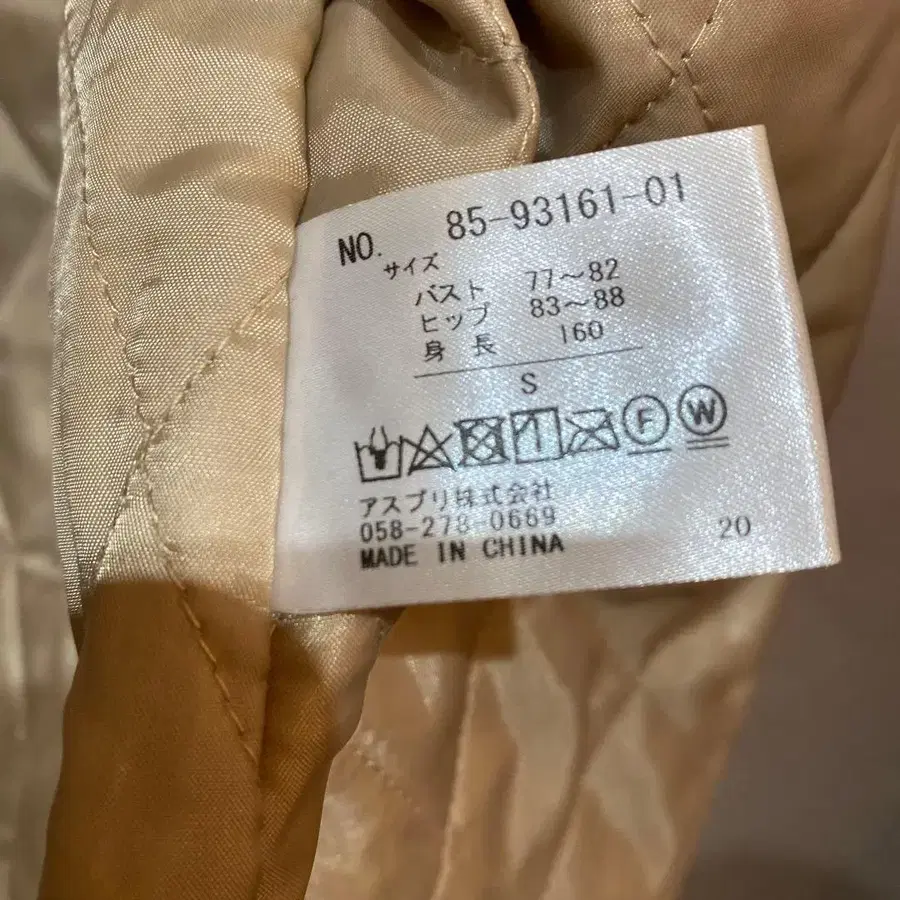 NO. 85-93161-01
サイズ
バスト 77～82
ヒップ 83～88
身長 160
S
F W
アスプリ株式会社
058-278-0669
MADE IN CHINA 20